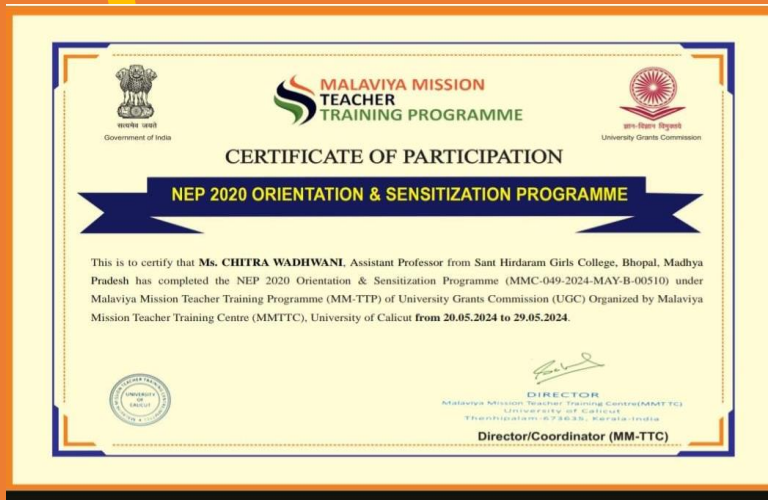 MALAVIYA MISSION
TEACHER
TRAINING PROGRAMME
सत्यमेव जयते
Government of India
ज्ञान-विज्ञान विमुक्तये
University Grants Commission
CERTIFICATE OF PARTICIPATION
NEP 2020 ORIENTATION & SENSITIZATION PROGRAMME
This is to certify that Ms. CHITRA WADHWANI, Assistant Professor from Sant Hirdaram Girls College, Bhopal, Madhya
Pradesh has completed the NEP 2020 Orientation & Sensitization Programme (MMC-049-2024-MAY-B-00510) under
Malaviya Mission Teacher Training Programme (MM-TTP) of University Grants Commission (UGC) Organized by Malaviya
Mission Teacher Training Centre (MMTTC), University of Calicut from 20.05.2024 to 29.05.2024.
UNIVERSITY
OF
CALICUT
DIRECTOR
Malaviya Mission Teacher Training Centre(MMTTC)
University of Calicut
Thenhipalam-673635, Kerala-India
Director/Coordinator (MM-TTC)